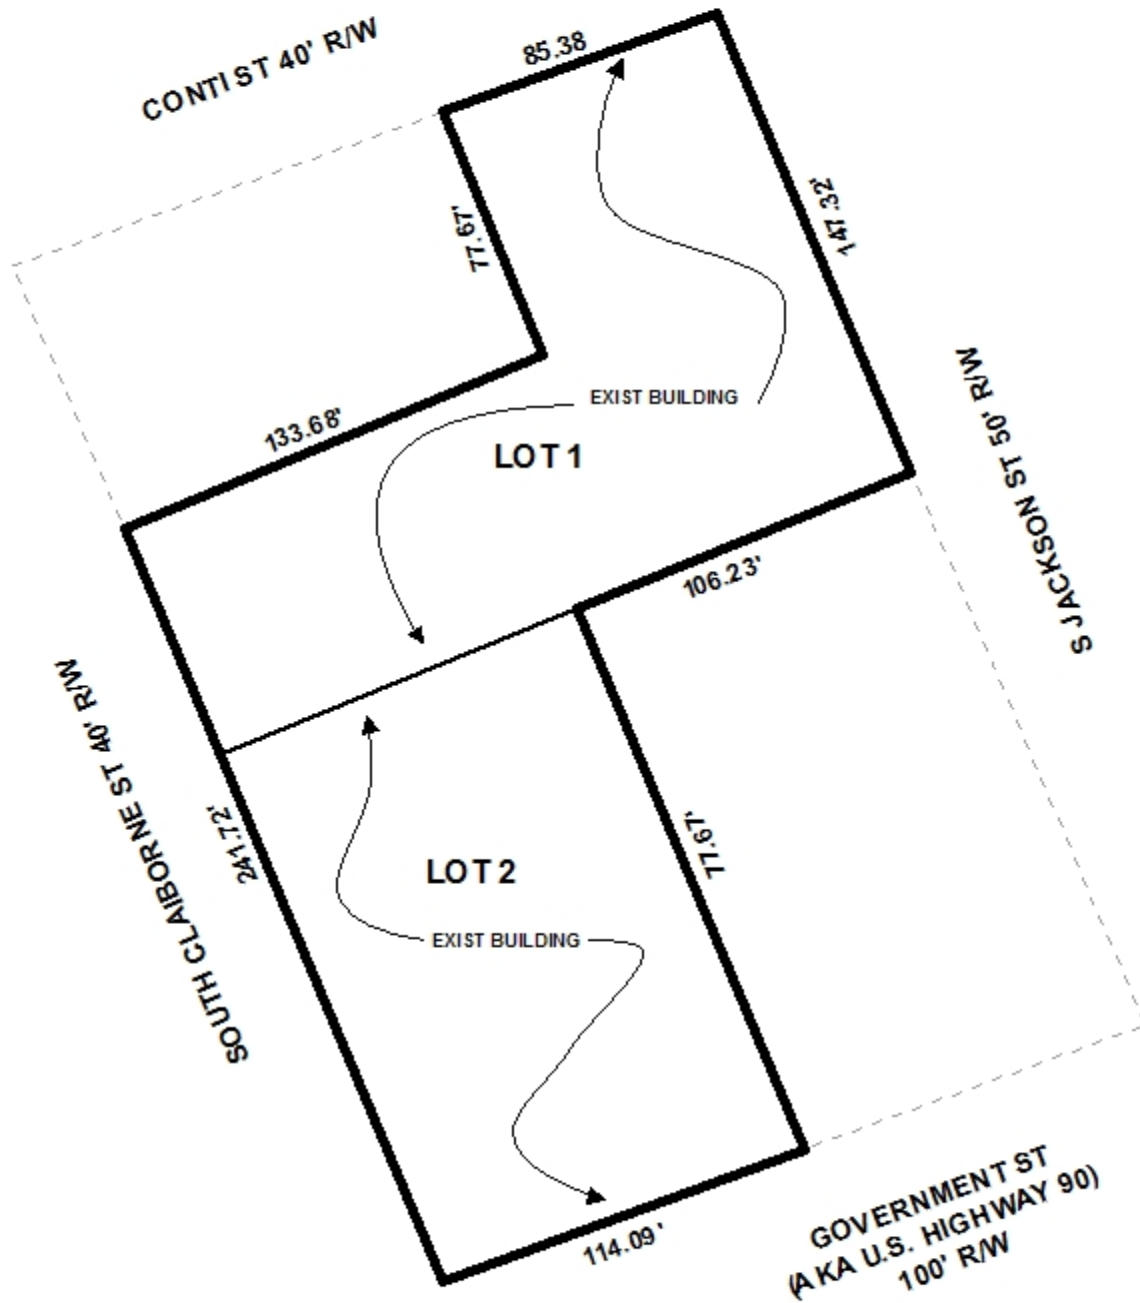 CONTI ST 40' R/W
85.38
77.67'
147.32'
133.68'
EXIST BUILDING
LOT 1
S JACKSON ST 50' R/W
106.23'
SOUTH CLAIBORNE ST 40' R/W
241.72'
77.67'
LOT 2
EXIST BUILDING
114.09'
GOVERNMENT ST
(AKA U.S. HIGHWAY 90)
100' R/W